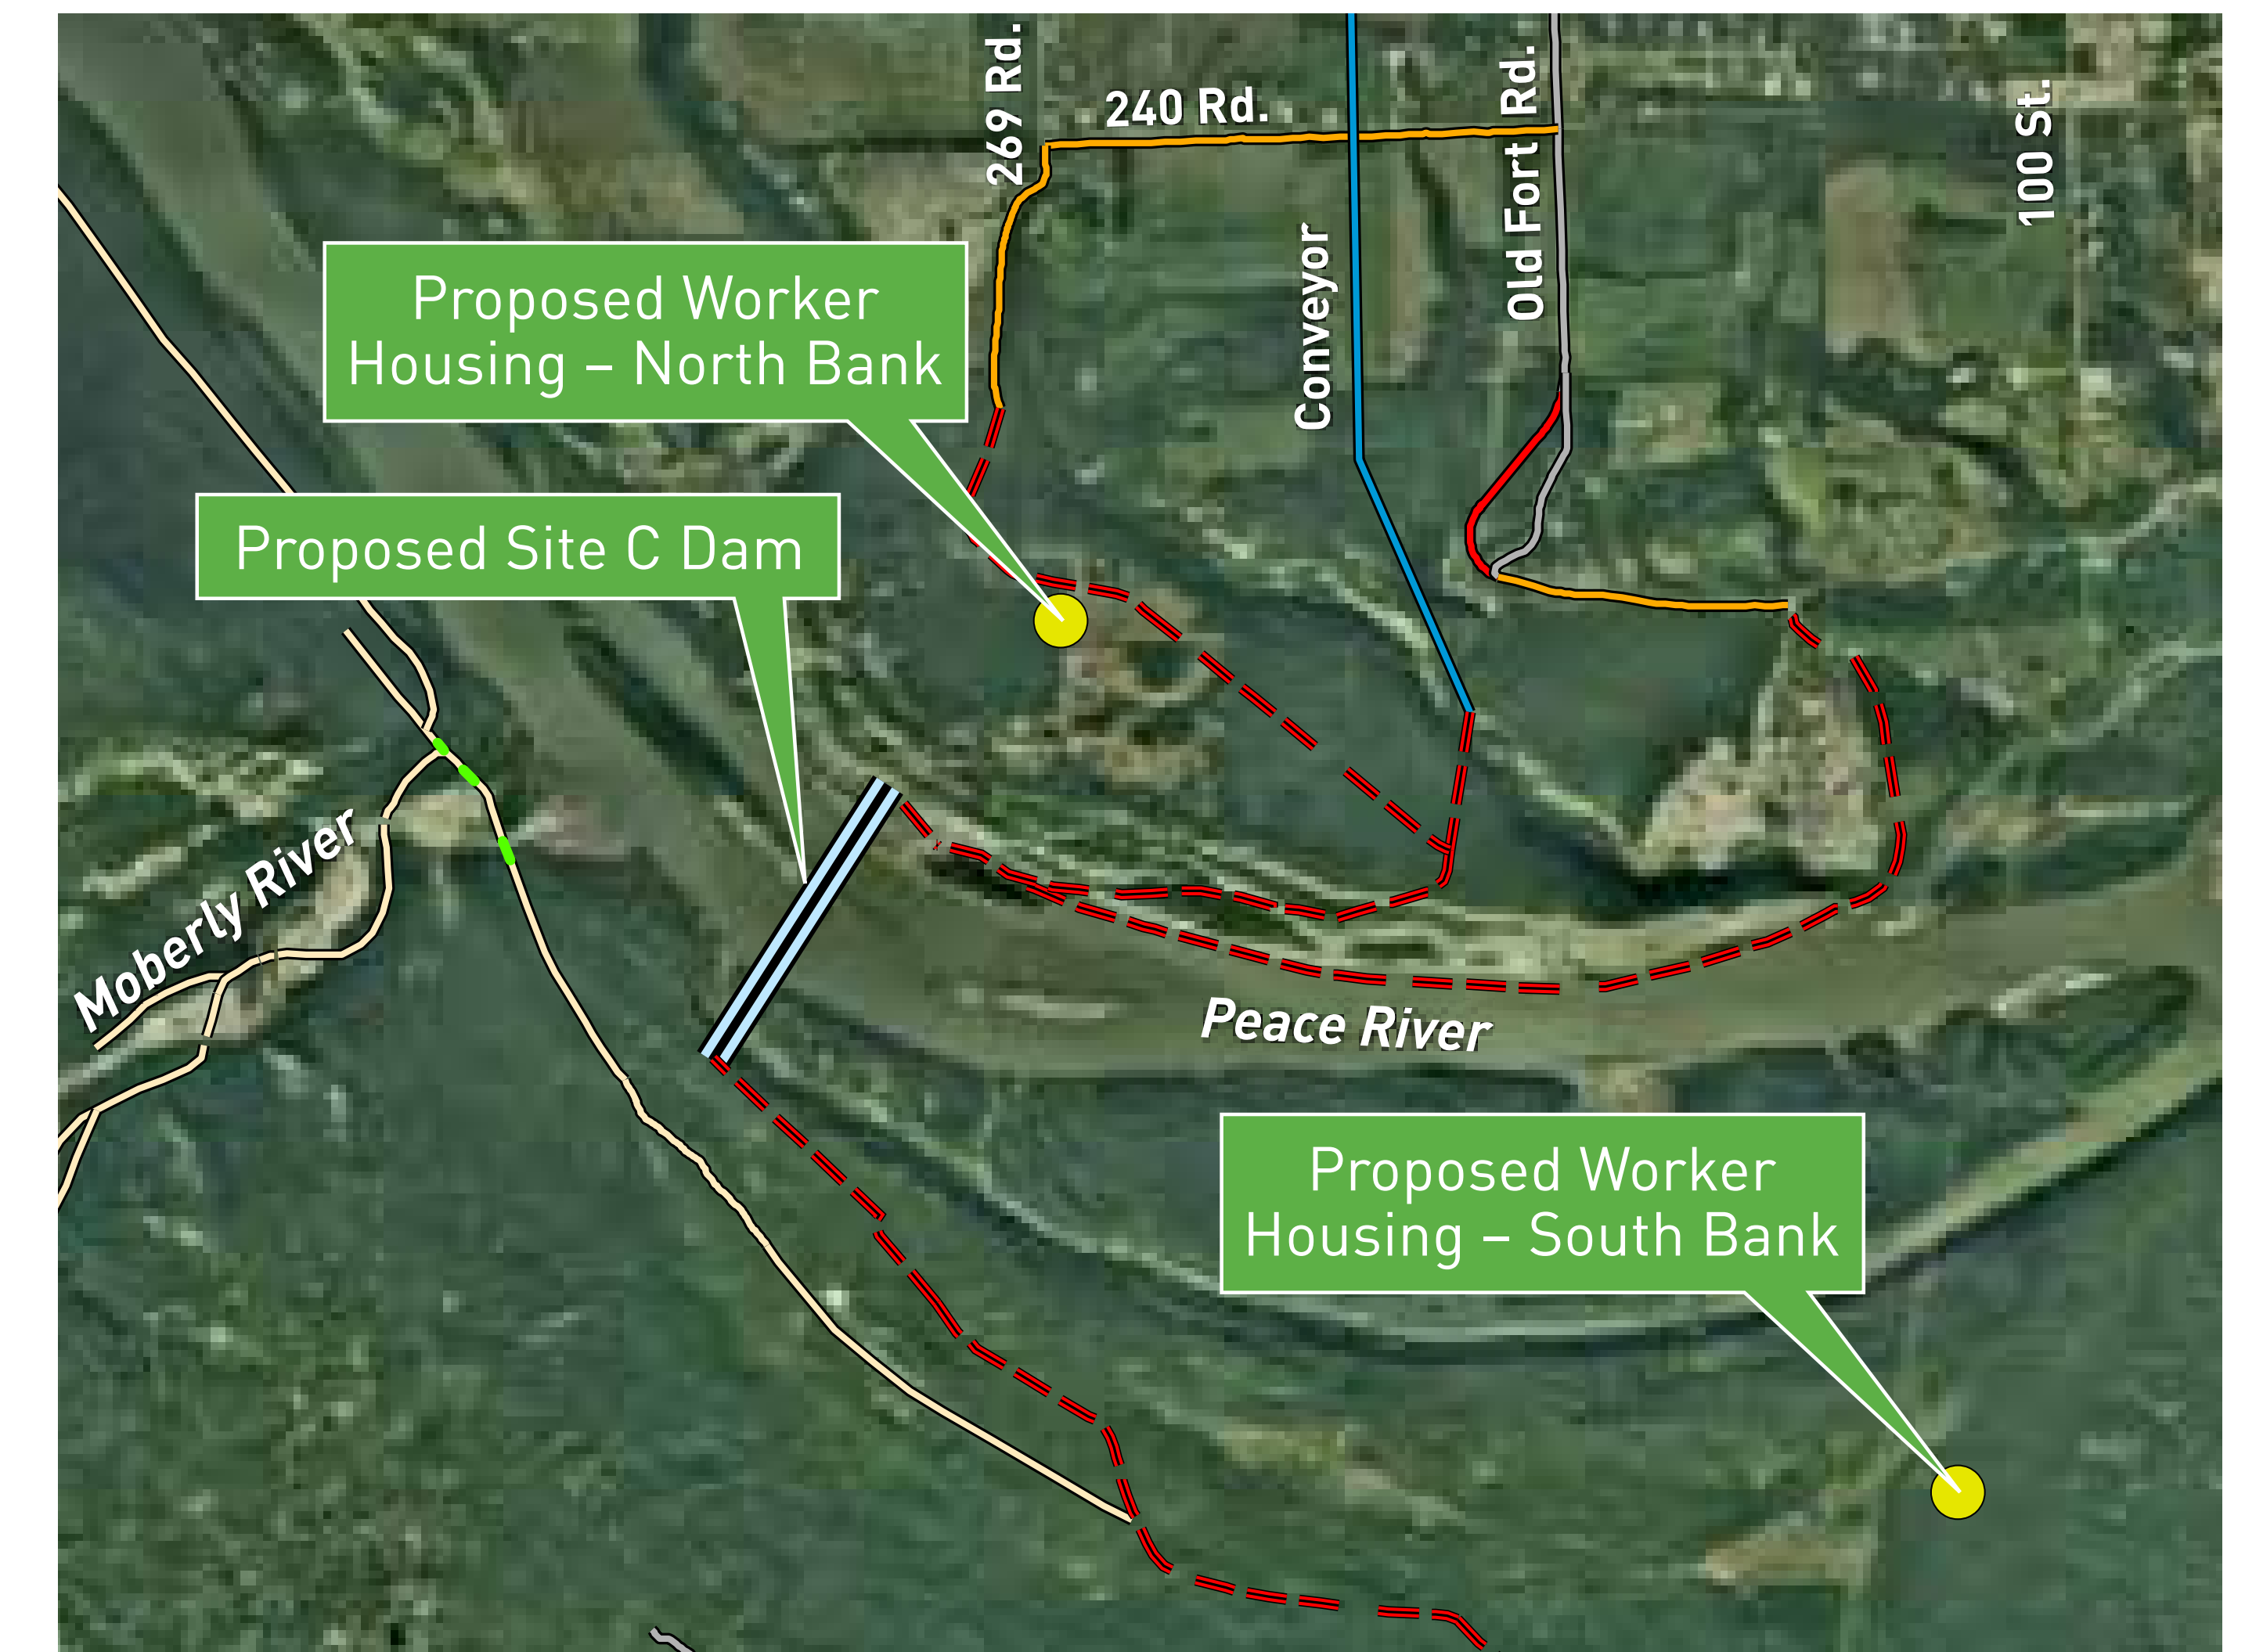 269 Rd.
240 Rd.
Old Fort Rd.
100 St.
Conveyor
Proposed Worker
Housing – North Bank
Proposed Site C Dam
Moberly River
Peace River
Proposed Worker
Housing – South Bank